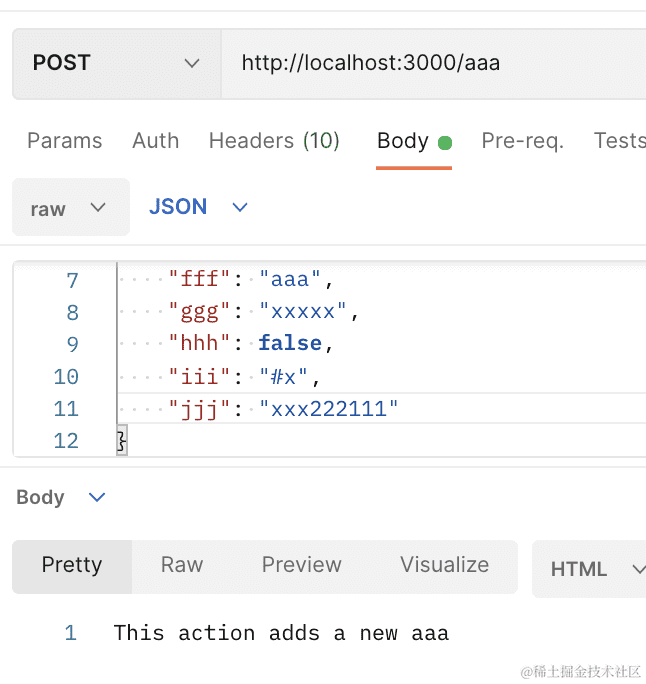 POST http://localhost:3000/aaa
Params Auth Headers (10) Body Pre-req. Tests
raw JSON
7 "fff": "aaa",
8 "ggg": "xxxxx",
9 "hhh": false,
10 "iii": "#x",
11 "jjj": "xxx222111"
12 }
Body
Pretty Raw Preview Visualize HTML
1 This action adds a new aaa
@稀土掘金技术社区